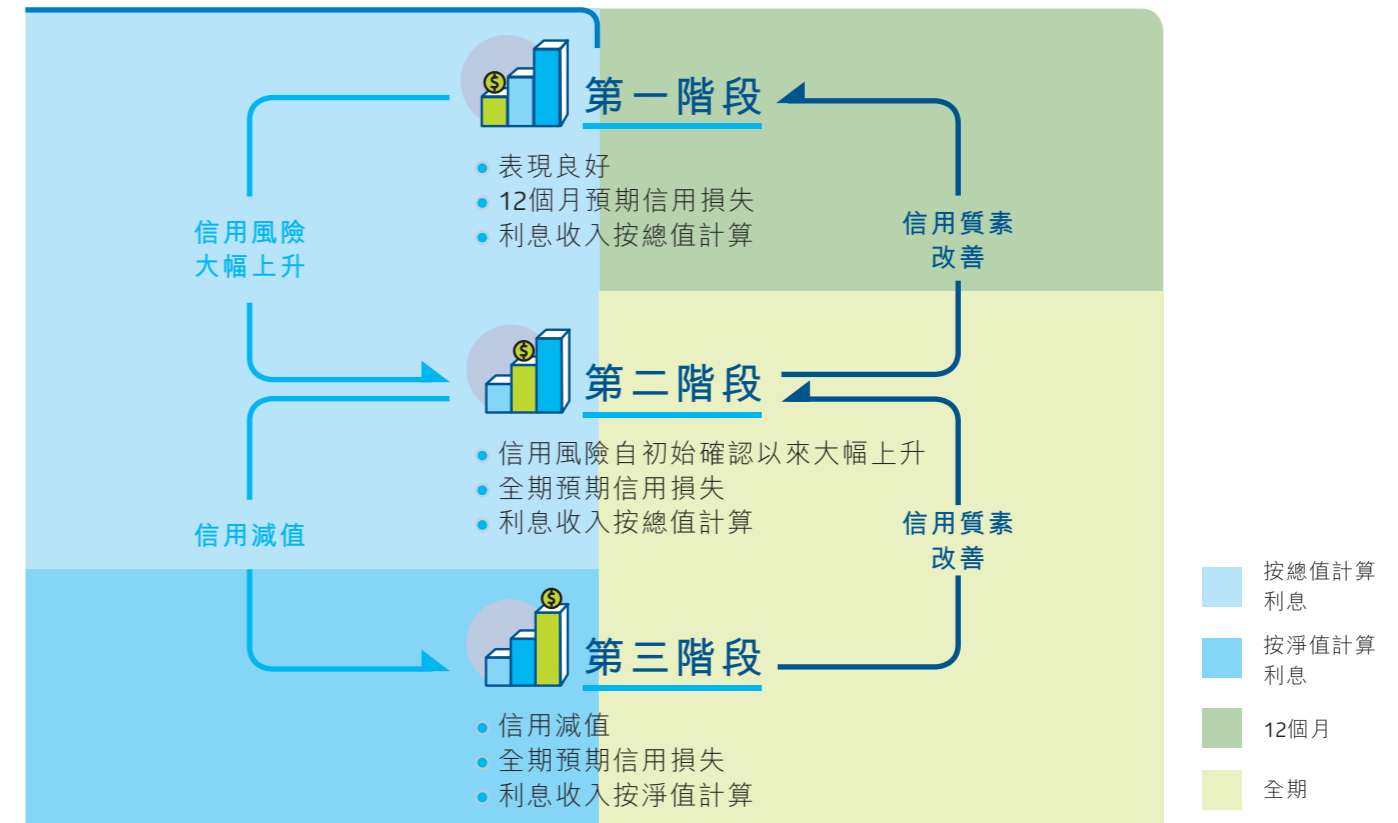 第一階段
表現良好
12個月預期信用損失
利息收入按總值計算
信用風險
大幅上升
信用質素
改善
第二階段
信用風險自初始確認以來大幅上升
全期預期信用損失
利息收入按總值計算
信用減值
信用質素
改善
第三階段
信用減值
全期預期信用損失
利息收入按淨值計算
按總值計算
利息
按淨值計算
利息
12個月
全期
$
$
$